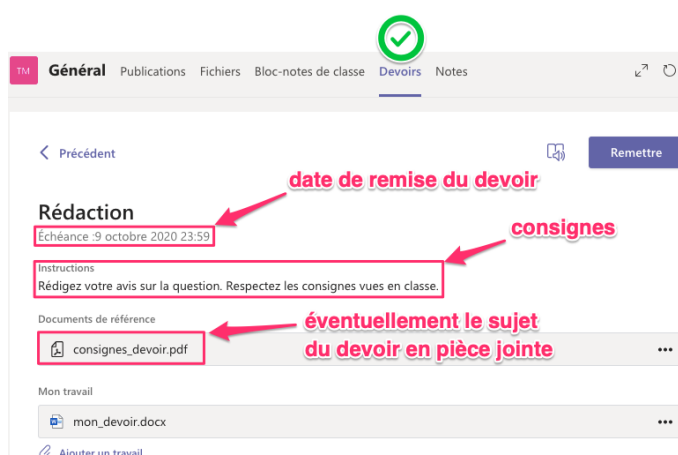 TM Général Publications Fichiers Bloc-notes de classe Devoirs Notes
Précédent
Remettre
date de remise du devoir
Rédaction
Échéance :9 octobre 2020 23:59
consignes
Instructions
Rédigez votre avis sur la question. Respectez les consignes vues en classe.
Documents de référence
éventuellement le sujet
du devoir en pièce jointe
consignes_devoir.pdf
Mon travail
mon_devoir.docx
Ajouter un travail